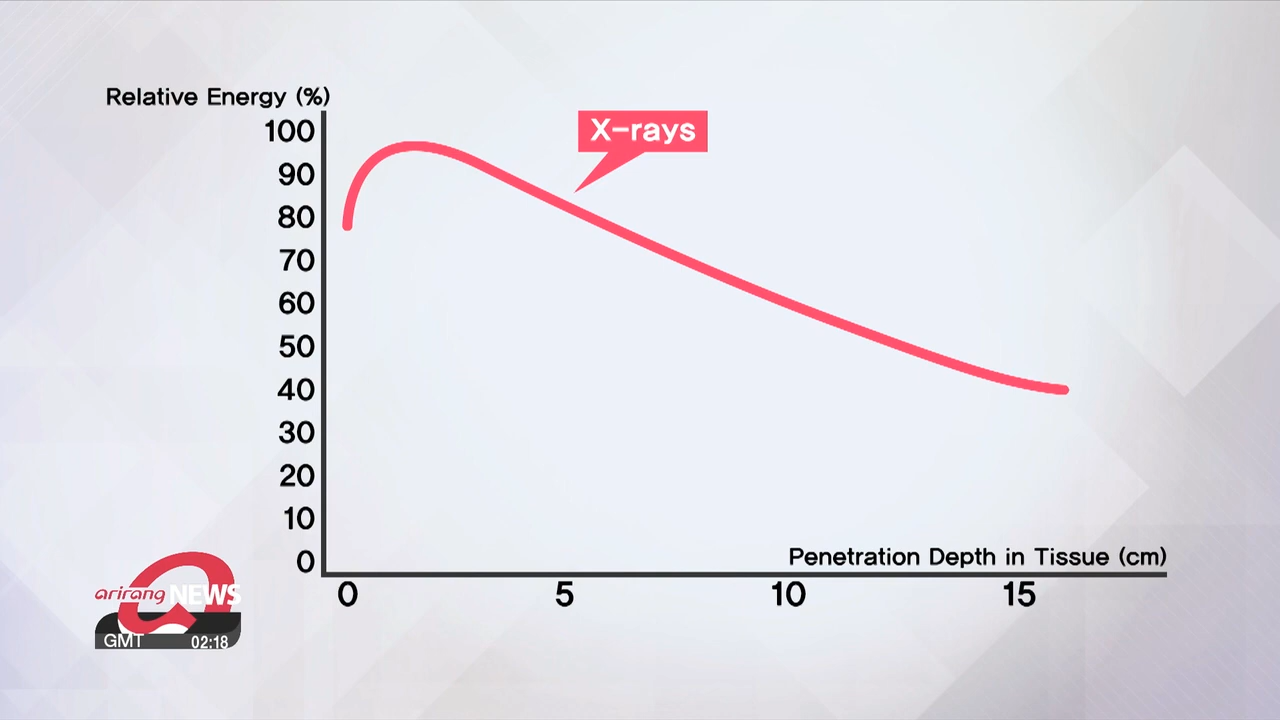 Relative Energy (%)
X-rays
100
90
80
70
60
50
40
30
20
10
0
Penetration Depth in Tissue (cm)
0 5 10 15
arirang NEWS
GMT 02:18